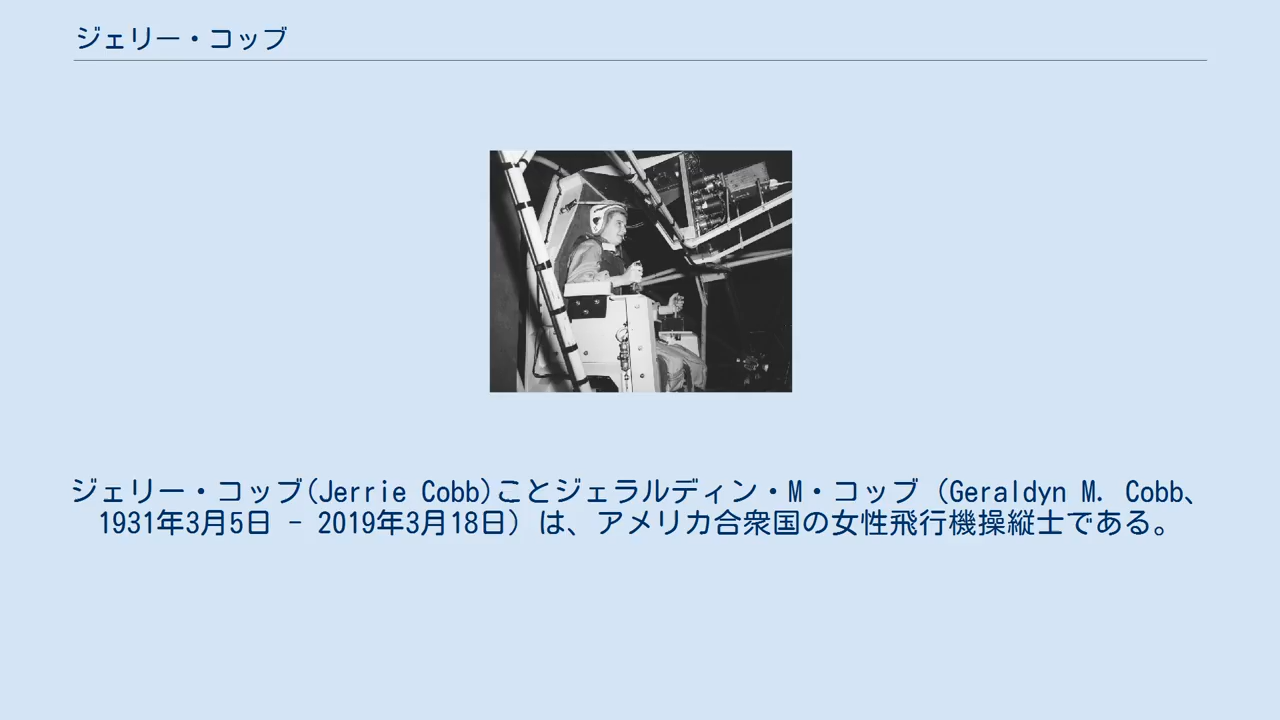 ジェリー・コッブ
ジェリー・コッブ(Jerrie Cobb)ことジェラルディン・M・コッブ（Geraldyn M. Cobb、
1931年3月5日 - 2019年3月18日）は、アメリカ合衆国の女性飛行機操縦士である。